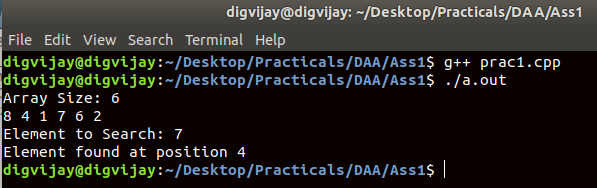 digvijay@digvijay: ~/Desktop/Practicals/DAA/Ass1
File Edit View Search Terminal Help
digvijay@digvijay:~/Desktop/Practicals/DAA/Ass1$ g++ prac1.cpp
digvijay@digvijay:~/Desktop/Practicals/DAA/Ass1$ ./a.out
Array Size: 6
8 4 1 7 6 2
Element to Search: 7
Element found at position 4
digvijay@digvijay:~/Desktop/Practicals/DAA/Ass1$